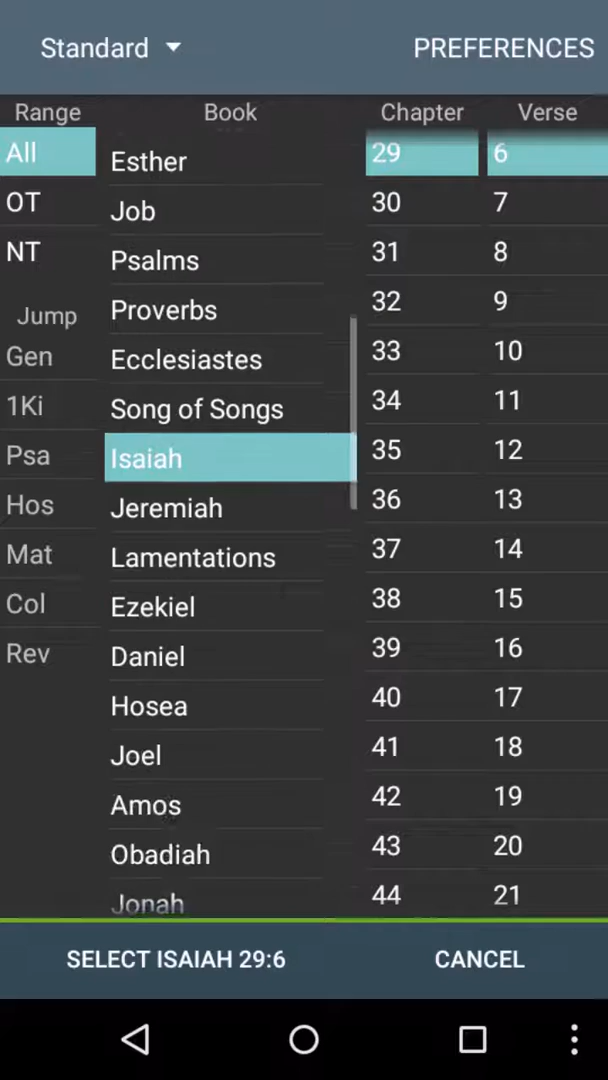 Standard PREFERENCES
Range Book Chapter Verse
All Esther 29 6
OT Job 30 7
NT Psalms 31 8
Jump Proverbs 32 9
Gen Ecclesiastes 33 10
1Ki Song of Songs 34 11
Psa Isaiah 35 12
Hos Jeremiah 36 13
Mat Lamentations 37 14
Col Ezekiel 38 15
Rev Daniel 39 16
Hosea 40 17
Joel 41 18
Amos 42 19
Obadiah 43 20
Jonah 44 21
SELECT ISAIAH 29:6 CANCEL